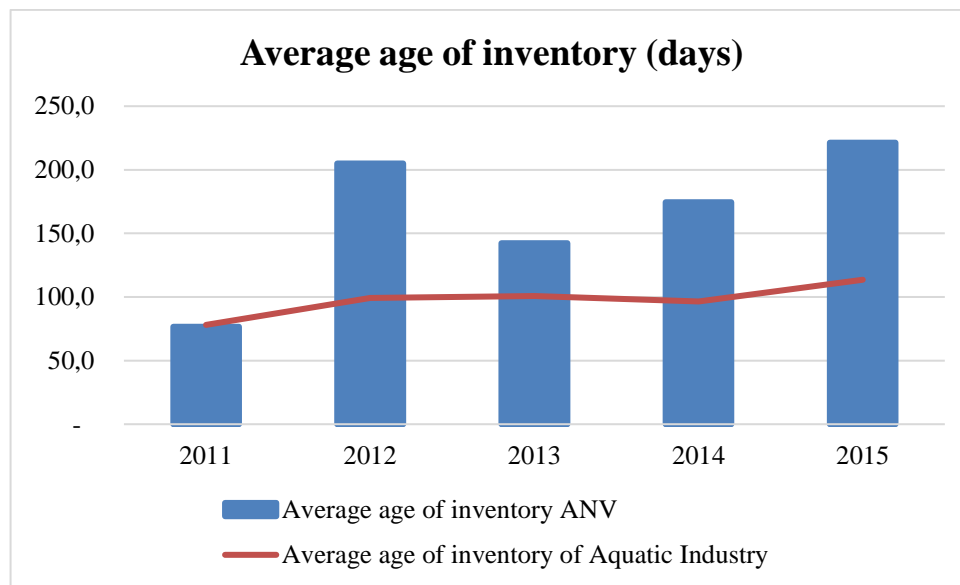 Average age of inventory (days)
250,0
200,0
150,0
100,0
50,0
-
2011 2012 2013 2014 2015
Average age of inventory ANV
Average age of inventory of Aquatic Industry